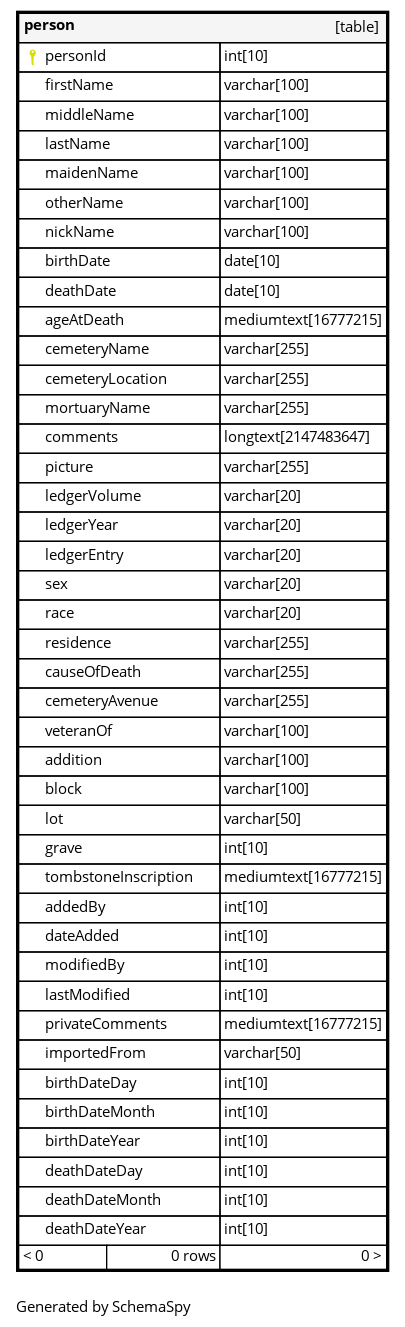 person [table]
personId int[10]
firstName varchar[100]
middleName varchar[100]
lastName varchar[100]
maidenName varchar[100]
otherName varchar[100]
nickName varchar[100]
birthDate date[10]
deathDate date[10]
ageAtDeath mediumtext[16777215]
cemeteryName varchar[255]
cemeteryLocation varchar[255]
mortuaryName varchar[255]
comments longtext[2147483647]
picture varchar[255]
ledgerVolume varchar[20]
ledgerYear varchar[20]
ledgerEntry varchar[20]
sex varchar[20]
race varchar[20]
residence varchar[255]
causeOfDeath varchar[255]
cemeteryAvenue varchar[255]
veteranOf varchar[100]
addition varchar[100]
block varchar[100]
lot varchar[50]
grave int[10]
tombstoneInscription mediumtext[16777215]
addedBy int[10]
dateAdded int[10]
modifiedBy int[10]
lastModified int[10]
privateComments mediumtext[16777215]
importedFrom varchar[50]
birthDateDay int[10]
birthDateMonth int[10]
birthDateYear int[10]
deathDateDay int[10]
deathDateMonth int[10]
deathDateYear int[10]
< 0 0 rows 0 >
Generated by SchemaSpy